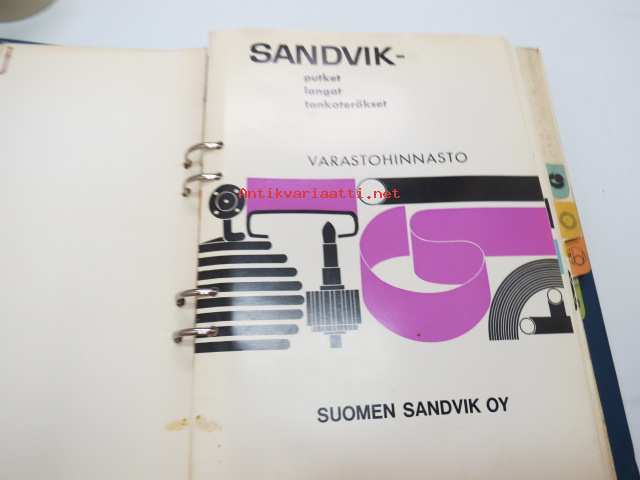 SANDVIK-
putket
langat
tankoteräkset
VARASTOHINNASTO
Antikvariaatti.net
SUOMEN SANDVIK OY